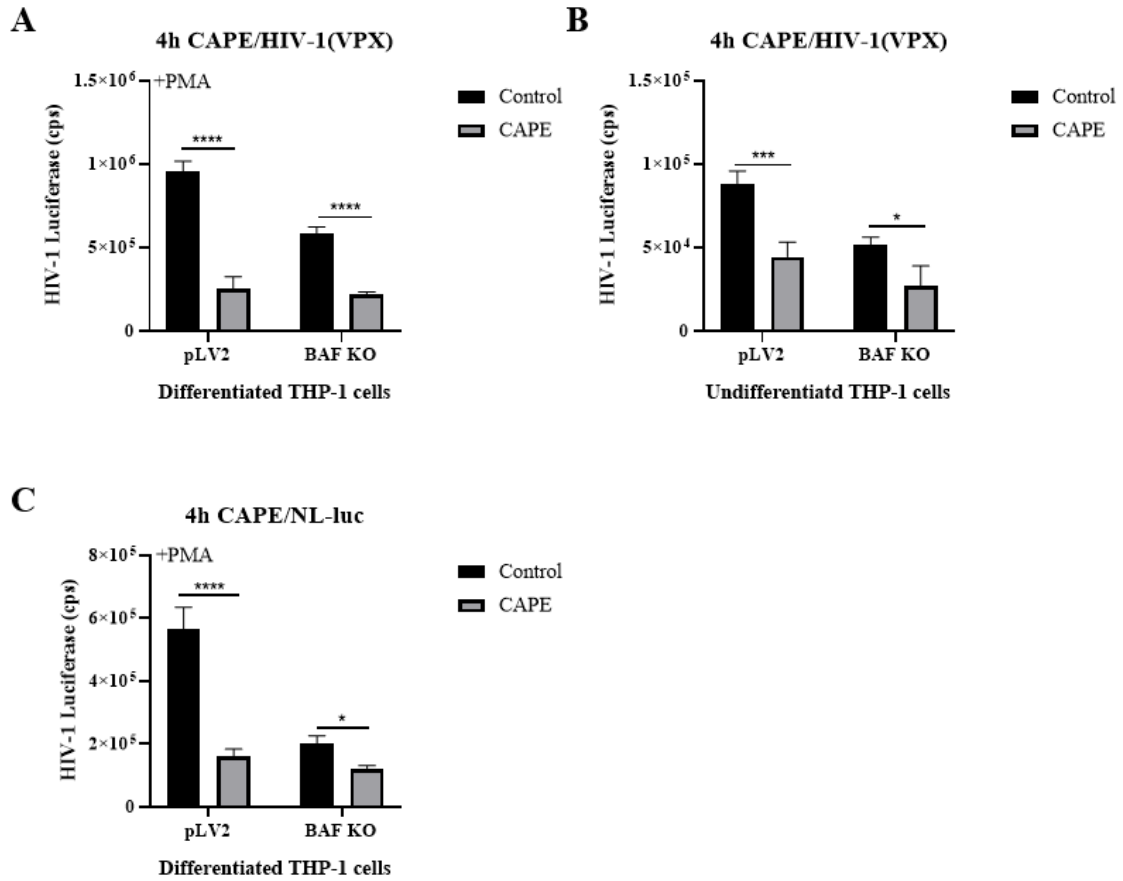 A
4h CAPE/HIV-1(VPX)
+PMA
HIV-1 Luciferase (cps)
1.5×10⁶
1×10⁶
5×10⁵
0
****
****
pLV2
BAF KO
Differentiated THP-1 cells
Control
CAPE
B
4h CAPE/HIV-1(VPX)
HIV-1 Luciferase (cps)
1.5×10⁵
1×10⁵
5×10⁴
0
***
*
pLV2
BAF KO
Undifferentiatd THP-1 cells
Control
CAPE
C
4h CAPE/NL-luc
+PMA
HIV-1 Luciferase (cps)
8×10⁵
6×10⁵
4×10⁵
2×10⁵
0
****
*
pLV2
BAF KO
Differentiated THP-1 cells
Control
CAPE